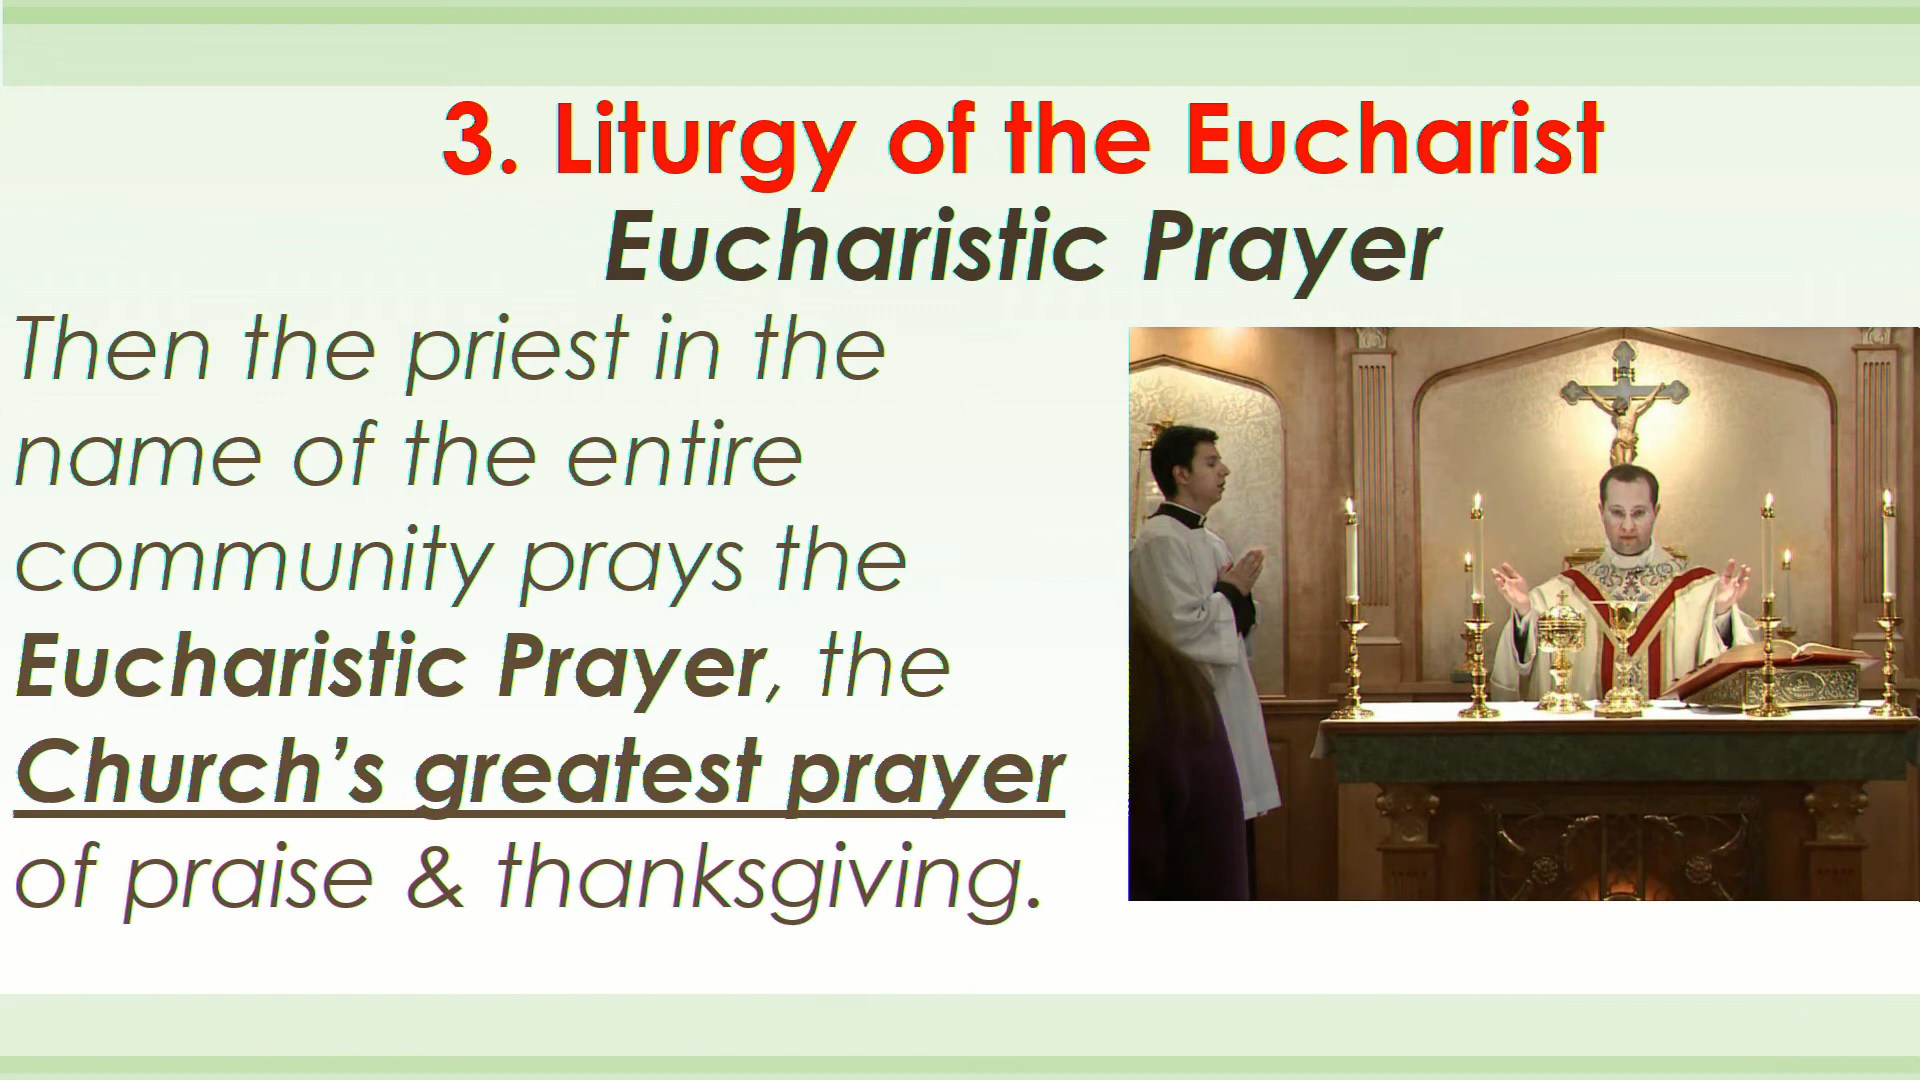 3. Liturgy of the Eucharist
Eucharistic Prayer
Then the priest in the
name of the entire
community prays the
Eucharistic Prayer, the
Church’s greatest prayer
of praise & thanksgiving.